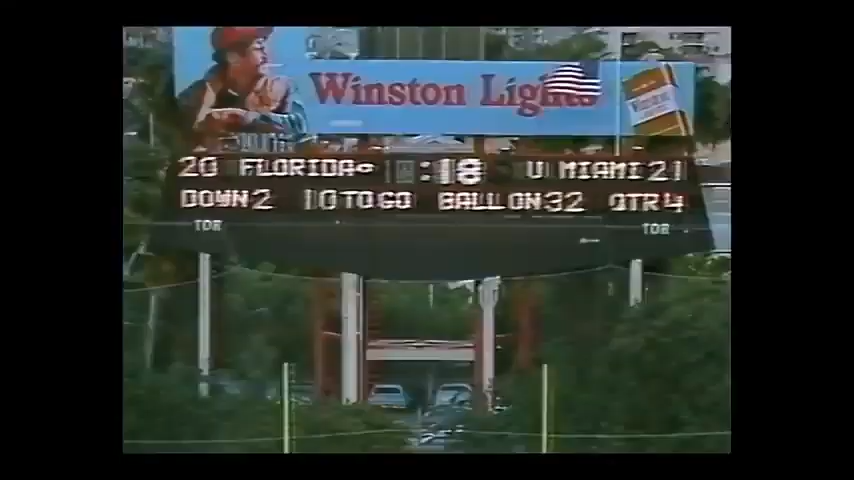 Winston Lights
Winston
20 FLORIDA :18 U MIAMI 21
DOWN 2 10 TO GO BALL ON 32 QTR 4
TOR TOR